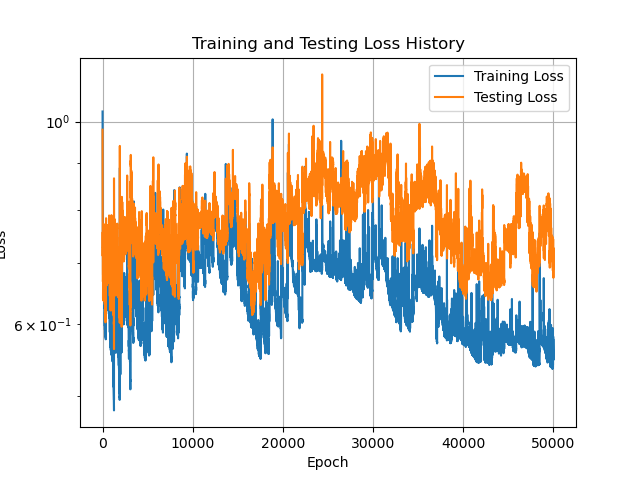 Training and Testing Loss History
Training Loss
Testing Loss
10⁰
6 × 10⁻¹
Loss
0 10000 20000 30000 40000 50000
Epoch